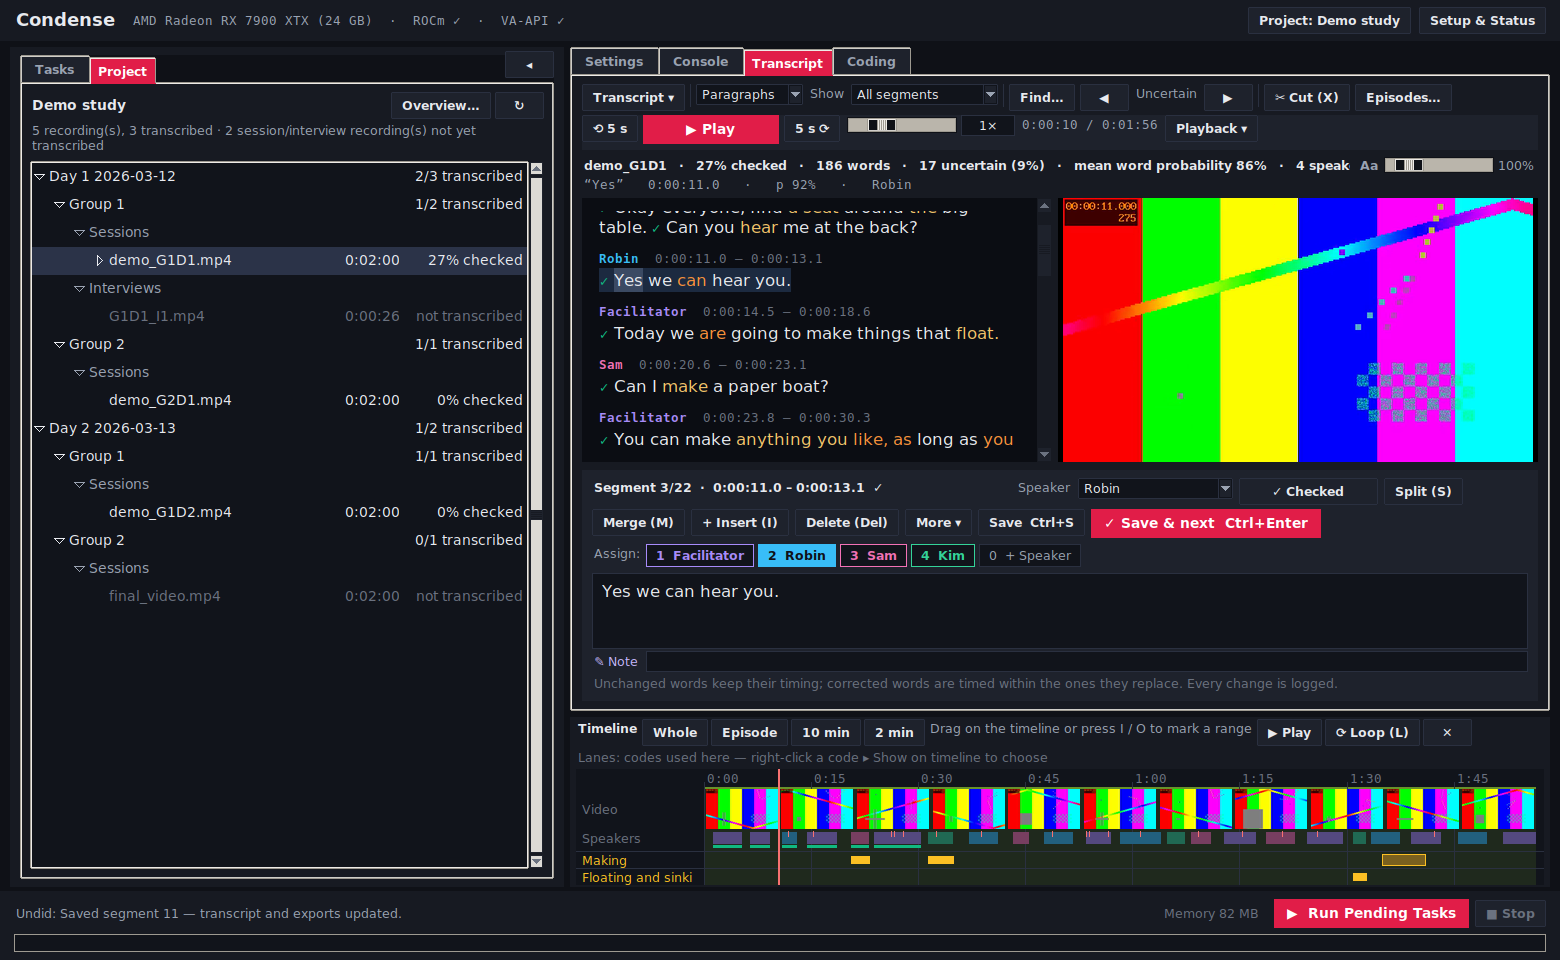 Condense AMD Radeon RX 7900 XTX (24 GB) · ROCm ✓ · VA-API ✓ Project: Demo study Setup & Status
Tasks Project ◂
Demo study Overview... ↻
5 recording(s), 3 transcribed · 2 session/interview recording(s) not yet
transcribed
Day 1 2026-03-12 2/3 transcribed
Group 1 1/2 transcribed
Sessions
demo_G1D1.mp4 0:02:00 27% checked
Interviews
G1D1_I1.mp4 0:00:26 not transcribed
Group 2 1/1 transcribed
Sessions
demo_G2D1.mp4 0:02:00 0% checked
Day 2 2026-03-13 1/2 transcribed
Group 1 1/1 transcribed
Sessions
demo_G1D2.mp4 0:02:00 0% checked
Group 2 0/1 transcribed
Sessions
final_video.mp4 0:02:00 not transcribed
Settings Console Transcript Coding
Transcript ▾ Paragraphs Show All segments Find... ◀ Uncertain ▶ ✂ Cut (X) Episodes...
⟲ 5 s ▶ Play 5 s ⟳ 1× 0:00:10 / 0:01:56 Playback ▾
demo_G1D1 · 27% checked · 186 words · 17 uncertain (9%) · mean word probability 86% · 4 speak Aa 100%
“Yes” 0:00:11.0 · p 92% · Robin
Okay everyone, find a seat around the big
table. ✓ Can you hear me at the back?
Robin 0:00:11.0 – 0:00:13.1
✓ Yes we can hear you.
Facilitator 0:00:14.5 – 0:00:18.6
✓ Today we are going to make things that float.
Sam 0:00:20.6 – 0:00:23.1
✓ Can I make a paper boat?
Facilitator 0:00:23.8 – 0:00:30.3
✓ You can make anything you like, as long as you
00:00:11.000
275
Segment 3/22 · 0:00:11.0 – 0:00:13.1 ✓ Speaker Robin ✓ Checked Split (S)
Merge (M) + Insert (I) Delete (Del) More ▾ Save Ctrl+S ✓ Save & next Ctrl+Enter
Assign: 1 Facilitator 2 Robin 3 Sam 4 Kim 0 + Speaker
Yes we can hear you.
✎ Note
Unchanged words keep their timing; corrected words are timed within the ones they replace. Every change is logged.
Timeline Whole Episode 10 min 2 min Drag on the timeline or press I / O to mark a range ▶ Play ⟳ Loop (L) ✕
Lanes: codes used here — right-click a code ▸ Show on timeline to choose
0:00 0:15 0:30 0:45 1:00 1:15 1:30 1:45
Video
Speakers
Making
Floating and sinki
Undid: Saved segment 11 — transcript and exports updated. Memory 82 MB ▶ Run Pending Tasks ■ Stop